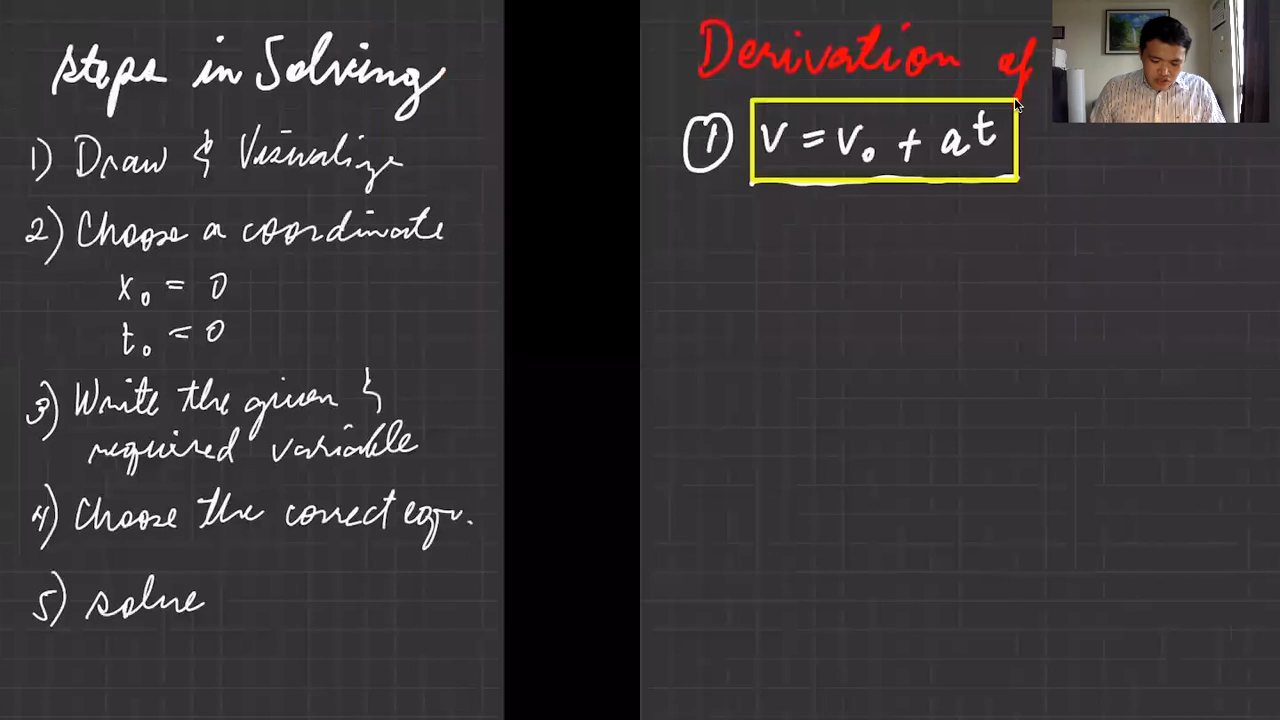 Steps in Solving
1) Draw & Visualize
2) Choose a coordinate
x₀ = 0
t₀ = 0
3) Write the given &
required variable
4) Choose the correct eqn.
5) solve
Derivation of
① v = v₀ + at